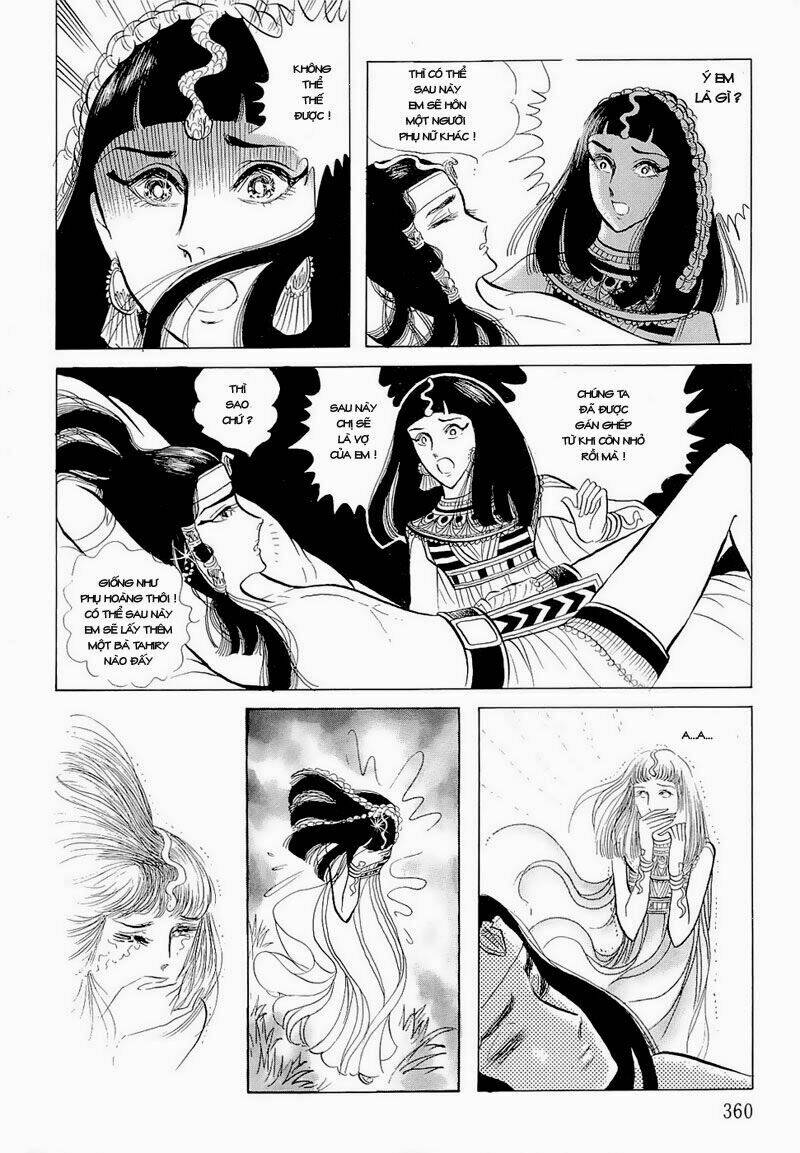 Ý EM
LÀ GÌ ?
THÌ CÓ THỂ
SAU NÀY
EM SẼ HÔN
MỘT NGƯỜI
PHỤ NỮ KHÁC !
KHÔNG
THỂ
THẾ
ĐƯỢC !
CHÚNG TA
ĐÃ ĐƯỢC
GÁN GHÉP
TỪ KHI CÒN NHỎ
RỒI MÀ !
SAU NÀY
CHỊ SẼ
LÀ VỢ
CỦA EM !
THÌ
SAO
CHỨ ?
GIỐNG NHƯ
PHỤ HOÀNG THÔI !
CÓ THỂ SAU NÀY
EM SẼ LẤY THÊM
MỘT BÀ TAHIRY
NÀO ĐẤY
A...A...
360